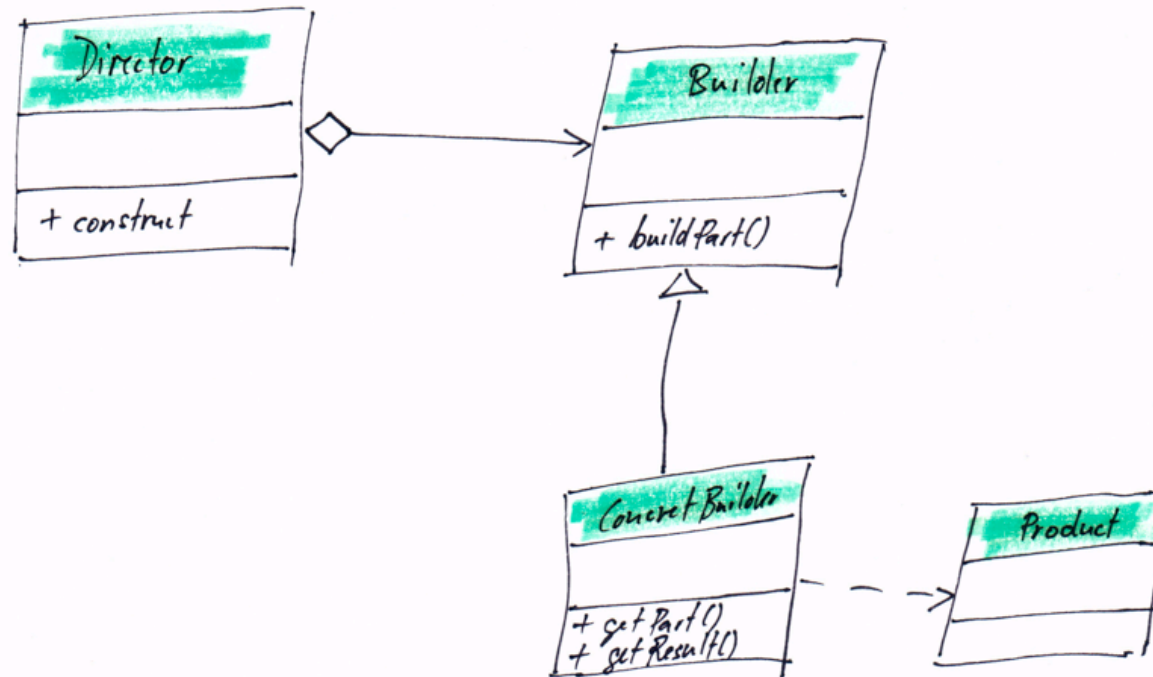 Director
+ construct
Builder
+ buildPart()
ConcretBuilder
+ getPart()
+ getResult()
Product